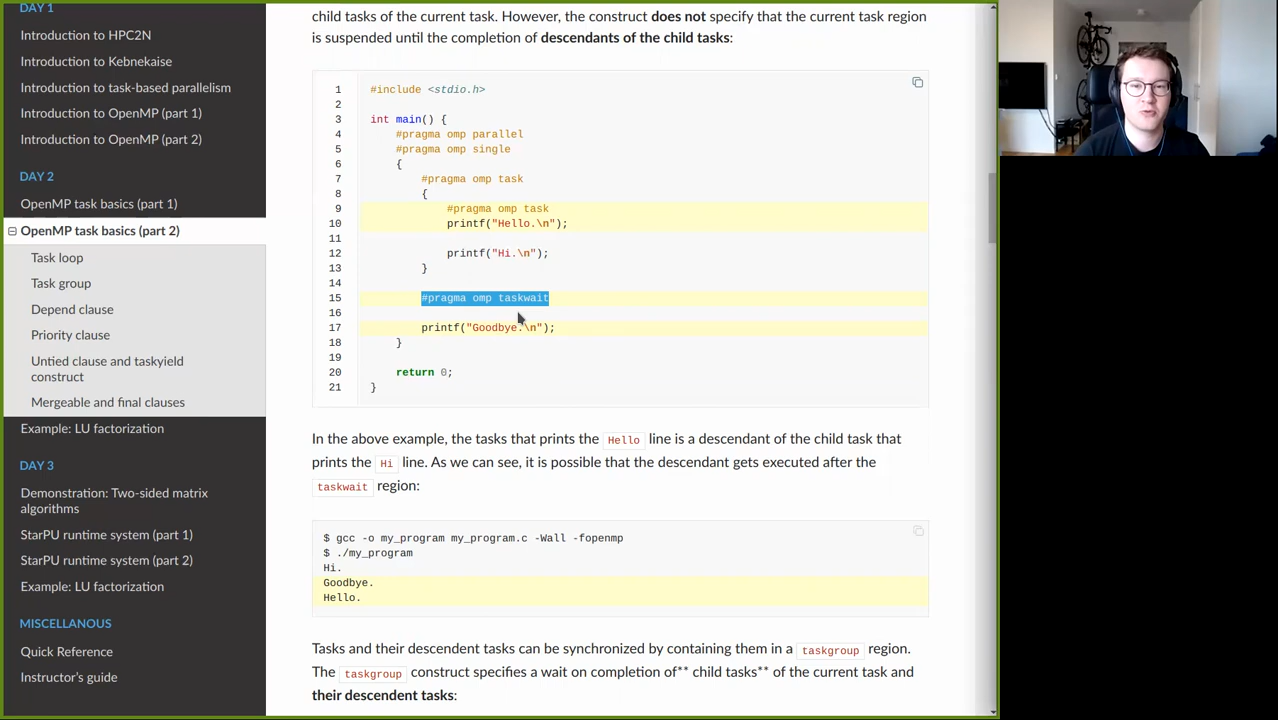 DAY 1
Introduction to HPC2N
Introduction to Kebnekaise
Introduction to task-based parallelism
Introduction to OpenMP (part 1)
Introduction to OpenMP (part 2)
DAY 2
OpenMP task basics (part 1)
OpenMP task basics (part 2)
Task loop
Task group
Depend clause
Priority clause
Untied clause and taskyield
construct
Mergeable and final clauses
Example: LU factorization
DAY 3
Demonstration: Two-sided matrix
algorithms
StarPU runtime system (part 1)
StarPU runtime system (part 2)
Example: LU factorization
MISCELLANOUS
Quick Reference
Instructor's guide
child tasks of the current task. However, the construct does not specify that the current task region
is suspended until the completion of descendants of the child tasks:
1 #include <stdio.h>
2
3 int main() {
4 #pragma omp parallel
5 #pragma omp single
6 {
7 #pragma omp task
8 {
9 #pragma omp task
10 printf("Hello.\n");
11
12 printf("Hi.\n");
13 }
14
15 #pragma omp taskwait
16
17 printf("Goodbye.\n");
18 }
19
20 return 0;
21 }
In the above example, the tasks that prints the Hello line is a descendant of the child task that
prints the Hi line. As we can see, it is possible that the descendant gets executed after the
taskwait region:
$ gcc -o my_program my_program.c -Wall -fopenmp
$ ./my_program
Hi.
Goodbye.
Hello.
Tasks and their descendent tasks can be synchronized by containing them in a taskgroup region.
The taskgroup construct specifies a wait on completion of** child tasks** of the current task and
their descendent tasks: